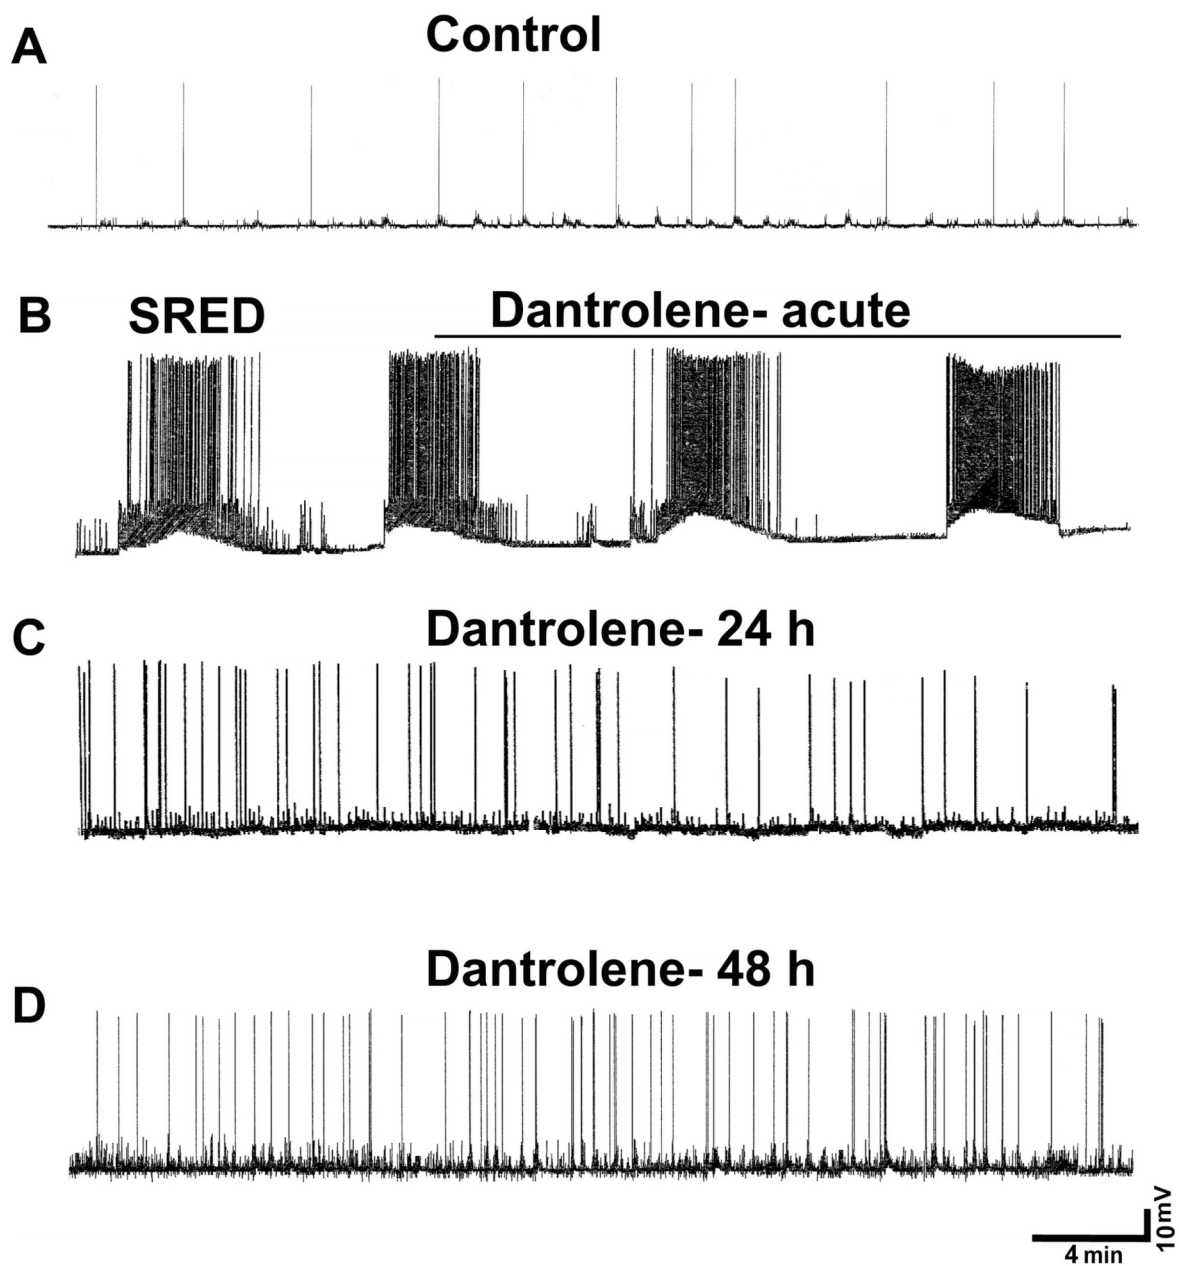 A
Control
B
SRED
Dantrolene- acute
C
Dantrolene- 24 h
D
Dantrolene- 48 h
10mV
4 min